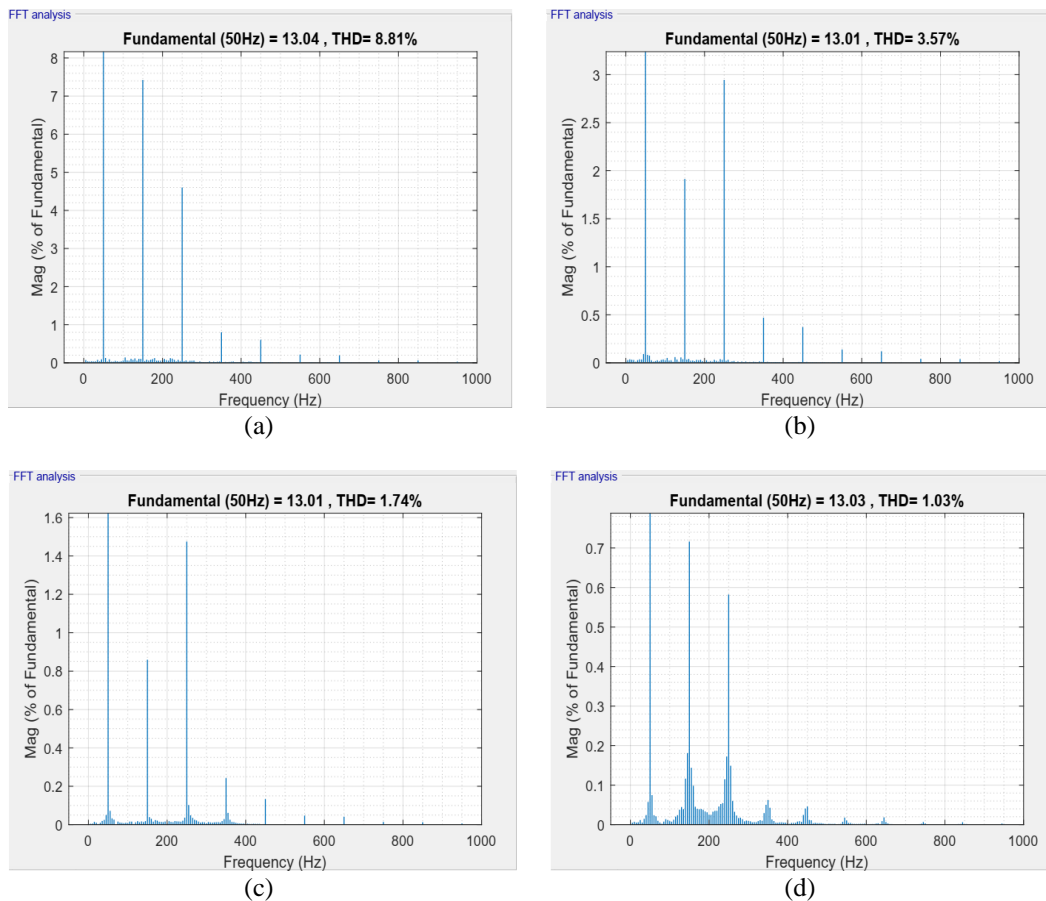 FFT analysis
Fundamental (50Hz) = 13.04 , THD= 8.81%
Mag (% of Fundamental)
8
7
6
5
4
3
2
1
0
0 200 400 600 800 1000
Frequency (Hz)
(a)
FFT analysis
Fundamental (50Hz) = 13.01 , THD= 3.57%
Mag (% of Fundamental)
3
2.5
2
1.5
1
0.5
0
0 200 400 600 800 1000
Frequency (Hz)
(b)
FFT analysis
Fundamental (50Hz) = 13.01 , THD= 1.74%
Mag (% of Fundamental)
1.6
1.4
1.2
1
0.8
0.6
0.4
0.2
0
0 200 400 600 800 1000
Frequency (Hz)
(c)
FFT analysis
Fundamental (50Hz) = 13.03 , THD= 1.03%
Mag (% of Fundamental)
0.7
0.6
0.5
0.4
0.3
0.2
0.1
0
0 200 400 600 800 1000
Frequency (Hz)
(d)